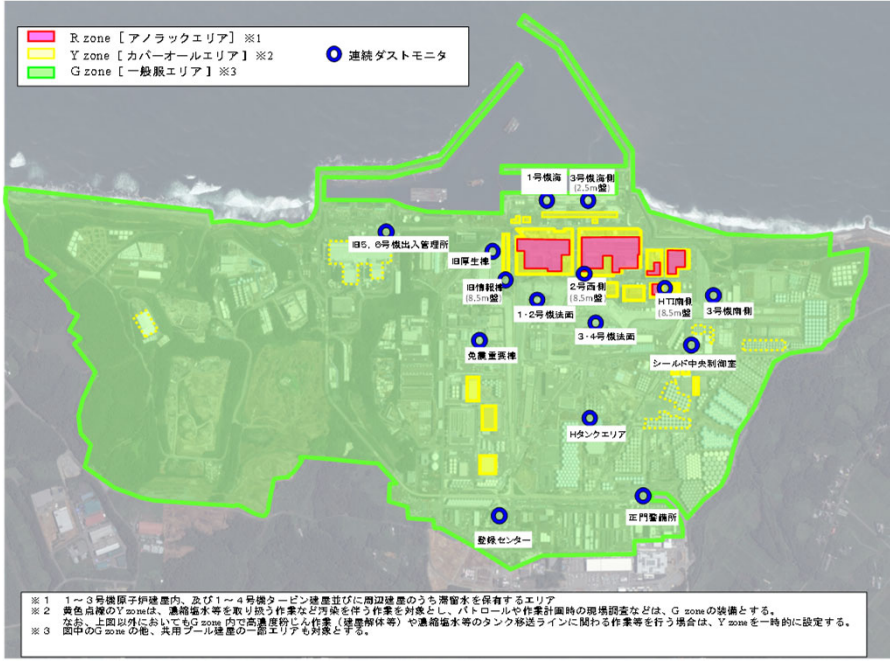 R zone [アノラックエリア] ※1
Y zone [カバーオールエリア] ※2
G zone [一般服エリア] ※3
連続ダストモニタ
1号機海
3号機海側
(2.5m盤)
旧5、6号機出入管理所
旧厚生棟
旧情報棟
(8.5m盤)
2号西側
(8.5m盤)
HTI南側
(8.5m盤)
3号機南側
1・2号機法面
3・4号機法面
免震重要棟
シールド中央制御室
Hタンクエリア
正門警備所
登録センター
※1 1～3号機原子炉建屋内、及び1～4号機タービン建屋並びに周辺建屋のうち滞留水を保有するエリア
※2 黄色点線のY zoneは、濃縮塩水等を取り扱う作業など汚染を伴う作業を対象とし、パトロールや作業計画時の現場調査などは、G zoneの装備とする。
なお、上図以外においてもG zone内で高濃度粉じん作業(建屋解体等)や濃縮塩水等のタンク移送ラインに関わる作業等を行う場合は、Y zoneを一時的に設定する。
※3 図中のG zoneの他、共用プール建屋の一部エリアも対象とする。